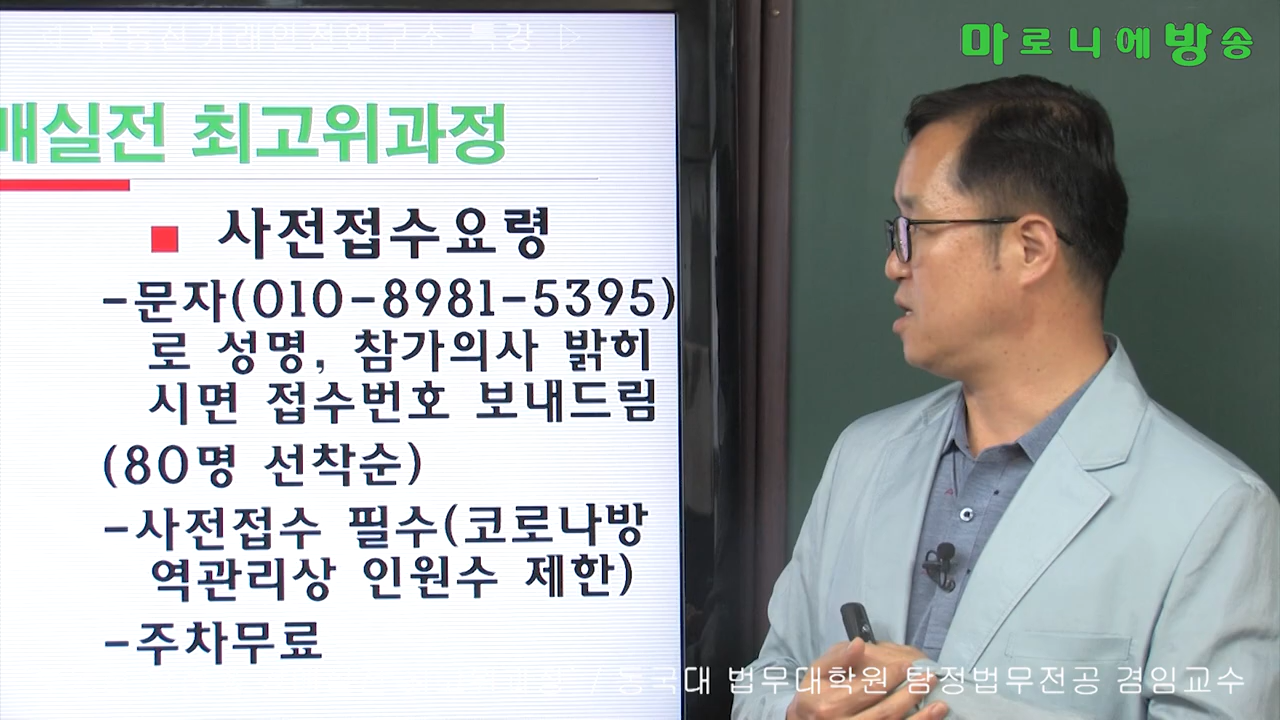 마로니에방송
매실전 최고위과정
■ 사전접수요령
-문자(010-8981-5395)
로 성명, 참가의사 밝히
시면 접수번호 보내드림
(80명 선착순)
-사전접수 필수(코로나방
역관리상 인원수 제한)
-주차무료
/ 동국대 법무대학원 탐정법무전공 겸임교수